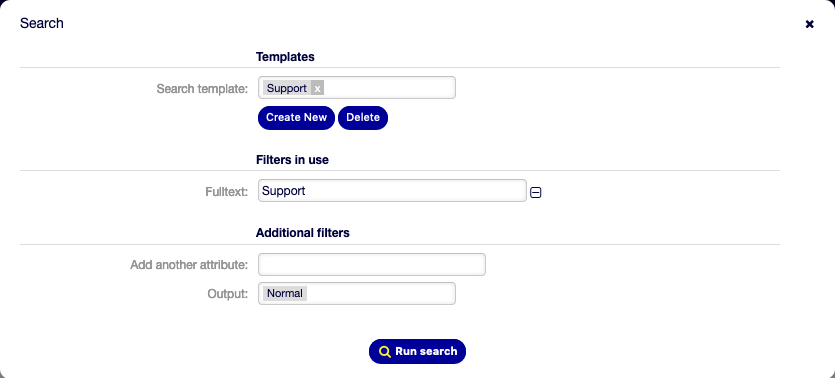 Search ×
Templates
Search template: Support x
Create New Delete
Filters in use
Fulltext: Support
Additional filters
Add another attribute:
Output: Normal
Run search